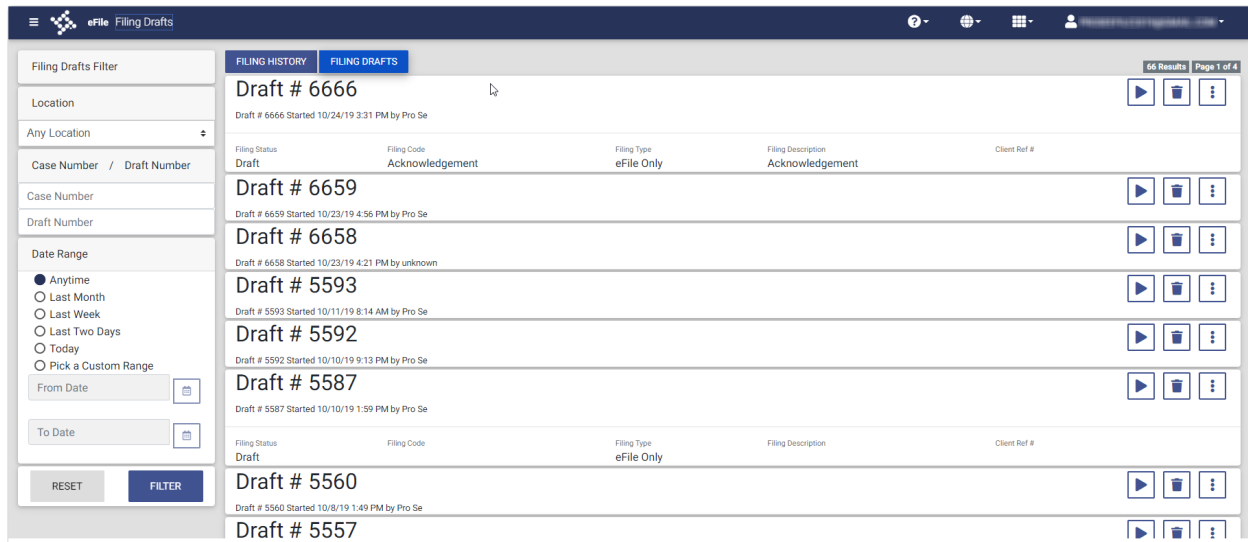 eFile Filing Drafts
Filing Drafts Filter
Location
Any Location
Case Number / Draft Number
Case Number
Draft Number
Date Range
Anytime
Last Month
Last Week
Last Two Days
Today
Pick a Custom Range
From Date
To Date
RESET FILTER
FILING HISTORY FILING DRAFTS
66 Results Page 1 of 4
Draft # 6666
Draft # 6666 Started 10/24/19 3:31 PM by Pro Se
Filing Status Filing Code Filing Type Filing Description Client Ref #
Draft Acknowledgement eFile Only Acknowledgement
Draft # 6659
Draft # 6659 Started 10/23/19 4:56 PM by Pro Se
Draft # 6658
Draft # 6658 Started 10/23/19 4:21 PM by unknown
Draft # 5593
Draft # 5593 Started 10/11/19 8:14 AM by Pro Se
Draft # 5592
Draft # 5592 Started 10/10/19 9:13 PM by Pro Se
Draft # 5587
Draft # 5587 Started 10/10/19 1:59 PM by Pro Se
Filing Status Filing Code Filing Type Filing Description Client Ref #
Draft eFile Only
Draft # 5560
Draft # 5560 Started 10/8/19 1:49 PM by Pro Se
Draft # 5557